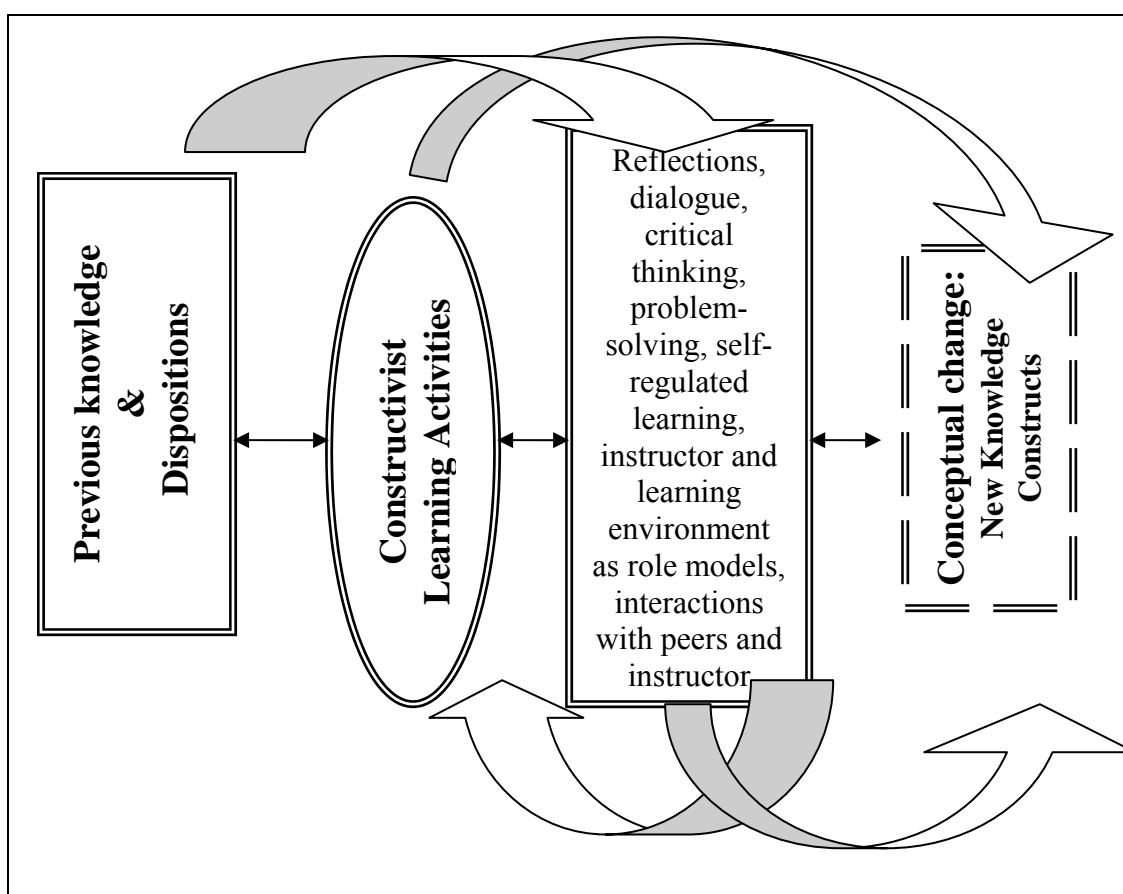 Previous knowledge
&
Dispositions
Constructivist
Learning Activities
Reflections,
dialogue,
critical
thinking,
problem-
solving, self-
regulated
learning,
instructor and
learning
environment
as role models,
interactions
with peers and
instructor
Conceptual change:
New Knowledge
Constructs